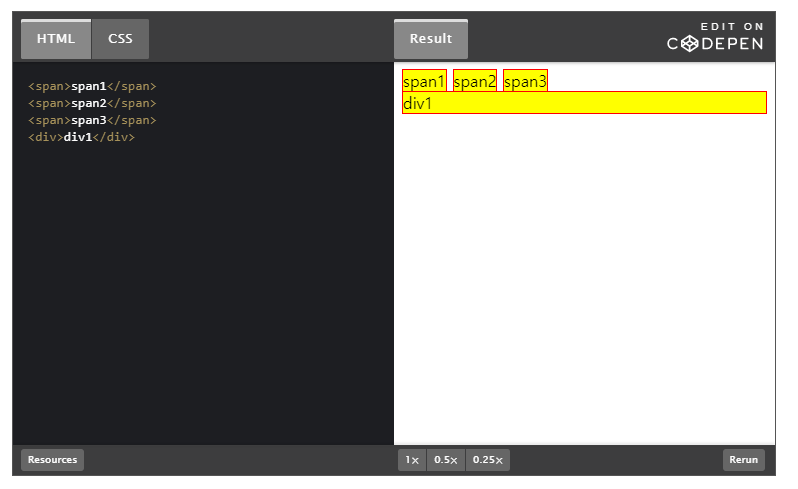 HTML CSS Result EDIT ON
CODEPEN
<span>span1</span>
<span>span2</span>
<span>span3</span>
<div>div1</div>
span1 span2 span3
div1
Resources 1× 0.5× 0.25× Rerun